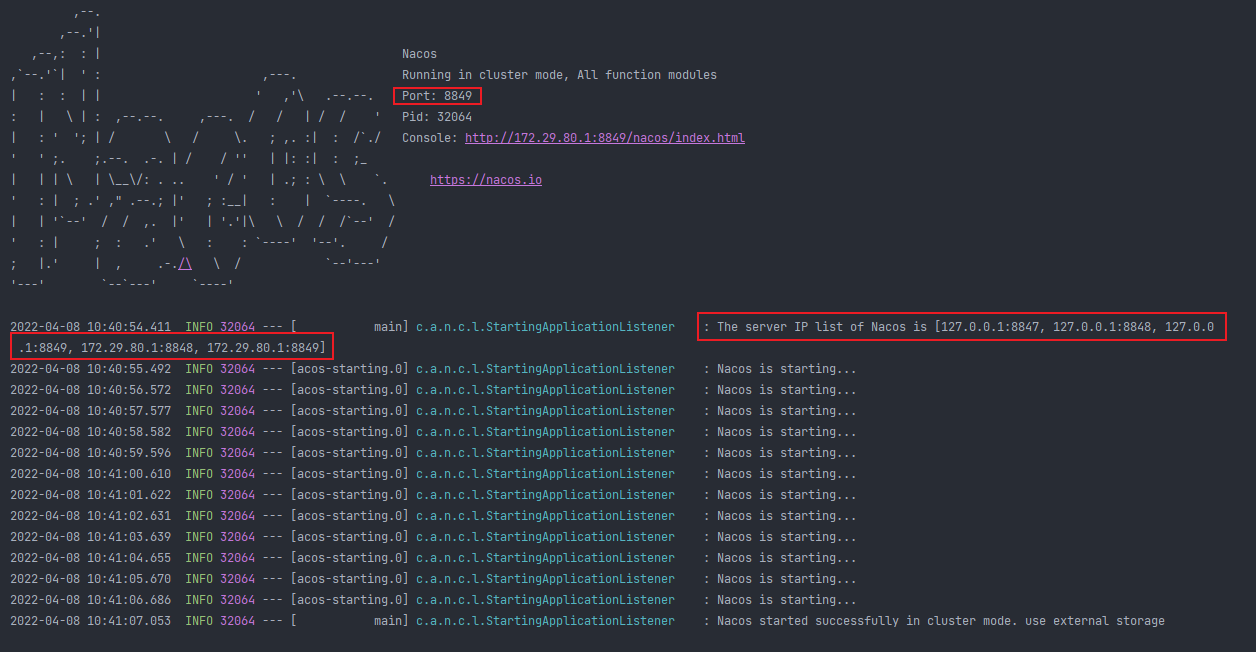 Nacos
Running in cluster mode, All function modules
Port: 8849
Pid: 32064
Console: http://172.29.80.1:8849/nacos/index.html
https://nacos.io
2022-04-08 10:40:54.411  INFO 32064 --- [           main] c.a.n.c.l.StartingApplicationListener    : The server IP list of Nacos is [127.0.0.1:8847, 127.0.0.1:8848, 127.0.0
.1:8849, 172.29.80.1:8848, 172.29.80.1:8849]
2022-04-08 10:40:55.492  INFO 32064 --- [acos-starting.0] c.a.n.c.l.StartingApplicationListener    : Nacos is starting...
2022-04-08 10:40:56.572  INFO 32064 --- [acos-starting.0] c.a.n.c.l.StartingApplicationListener    : Nacos is starting...
2022-04-08 10:40:57.577  INFO 32064 --- [acos-starting.0] c.a.n.c.l.StartingApplicationListener    : Nacos is starting...
2022-04-08 10:40:58.582  INFO 32064 --- [acos-starting.0] c.a.n.c.l.StartingApplicationListener    : Nacos is starting...
2022-04-08 10:40:59.596  INFO 32064 --- [acos-starting.0] c.a.n.c.l.StartingApplicationListener    : Nacos is starting...
2022-04-08 10:41:00.610  INFO 32064 --- [acos-starting.0] c.a.n.c.l.StartingApplicationListener    : Nacos is starting...
2022-04-08 10:41:01.622  INFO 32064 --- [acos-starting.0] c.a.n.c.l.StartingApplicationListener    : Nacos is starting...
2022-04-08 10:41:02.631  INFO 32064 --- [acos-starting.0] c.a.n.c.l.StartingApplicationListener    : Nacos is starting...
2022-04-08 10:41:03.639  INFO 32064 --- [acos-starting.0] c.a.n.c.l.StartingApplicationListener    : Nacos is starting...
2022-04-08 10:41:04.655  INFO 32064 --- [acos-starting.0] c.a.n.c.l.StartingApplicationListener    : Nacos is starting...
2022-04-08 10:41:05.670  INFO 32064 --- [acos-starting.0] c.a.n.c.l.StartingApplicationListener    : Nacos is starting...
2022-04-08 10:41:06.686  INFO 32064 --- [acos-starting.0] c.a.n.c.l.StartingApplicationListener    : Nacos is starting...
2022-04-08 10:41:07.053  INFO 32064 --- [           main] c.a.n.c.l.StartingApplicationListener    : Nacos started successfully in cluster mode. use external storage